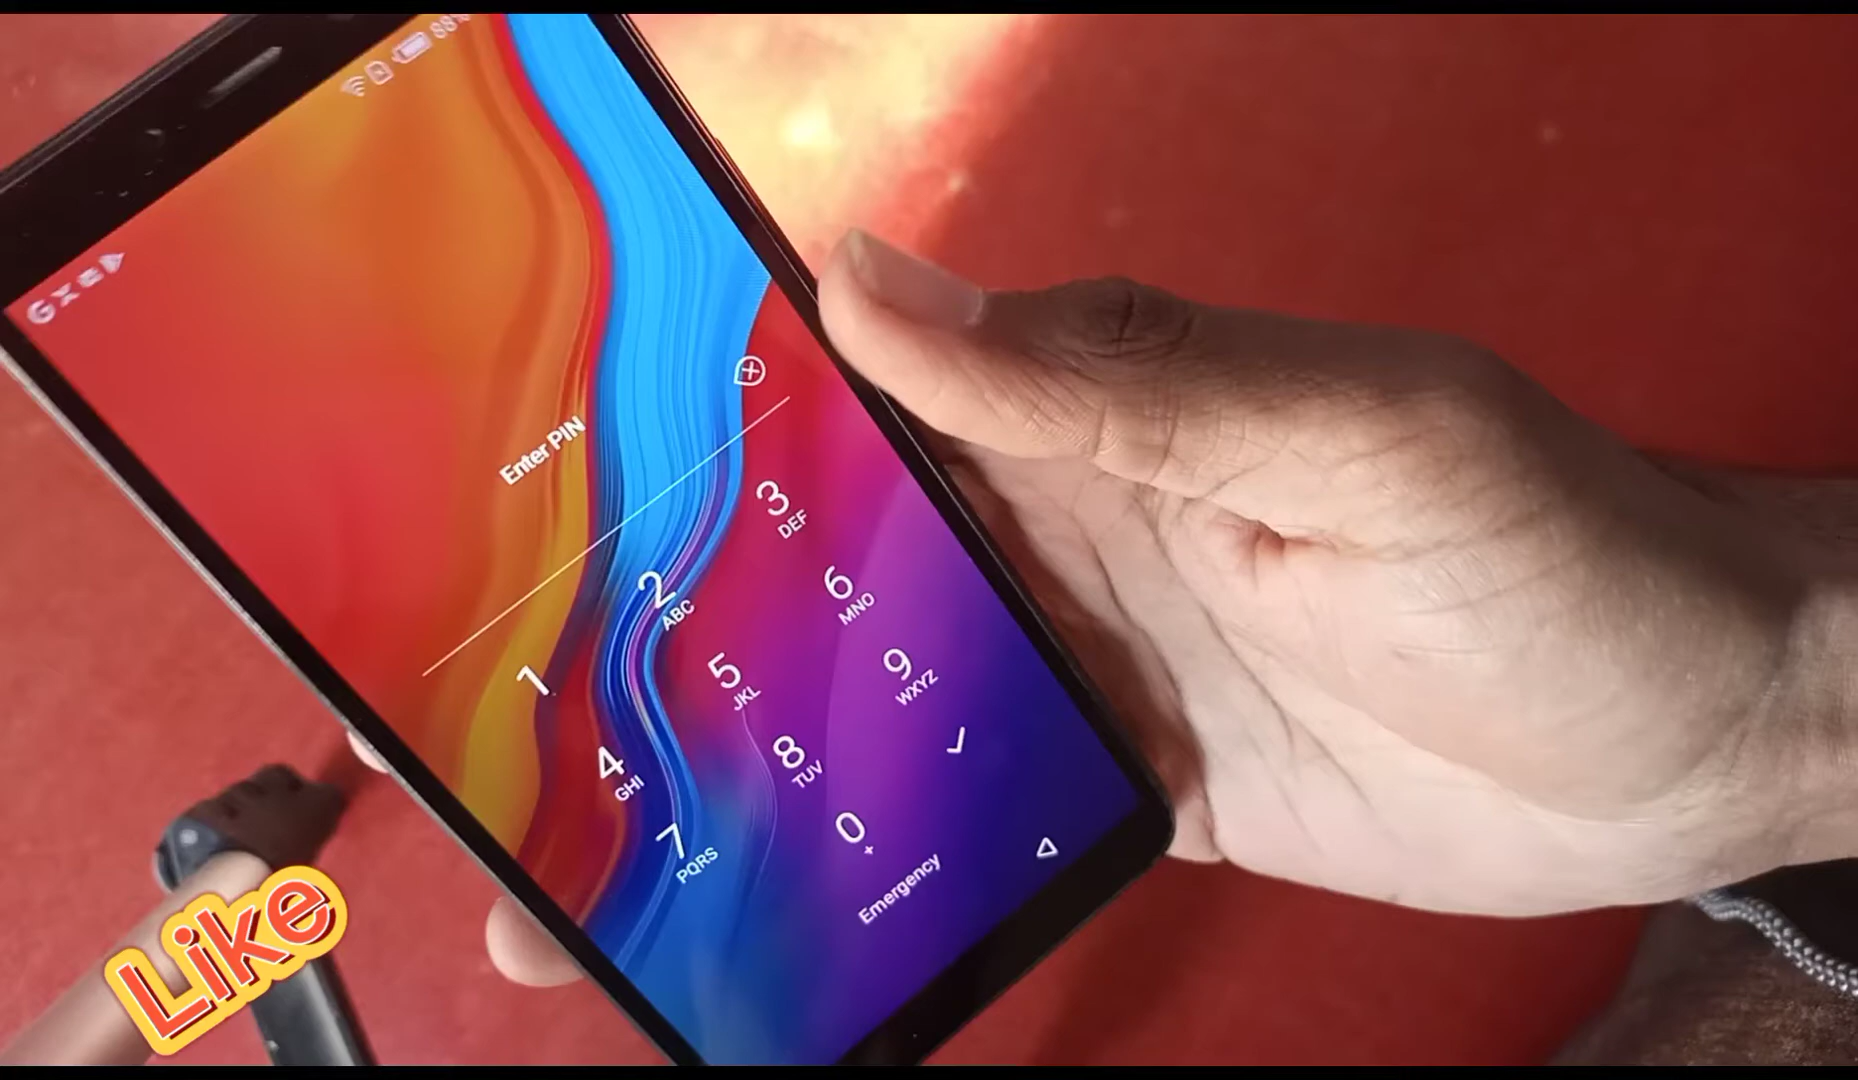 88%
G
Enter PIN
1
2
ABC
3
DEF
4
GHI
5
JKL
6
MNO
7
PQRS
8
TUV
9
WXYZ
0
+
Emergency
Like